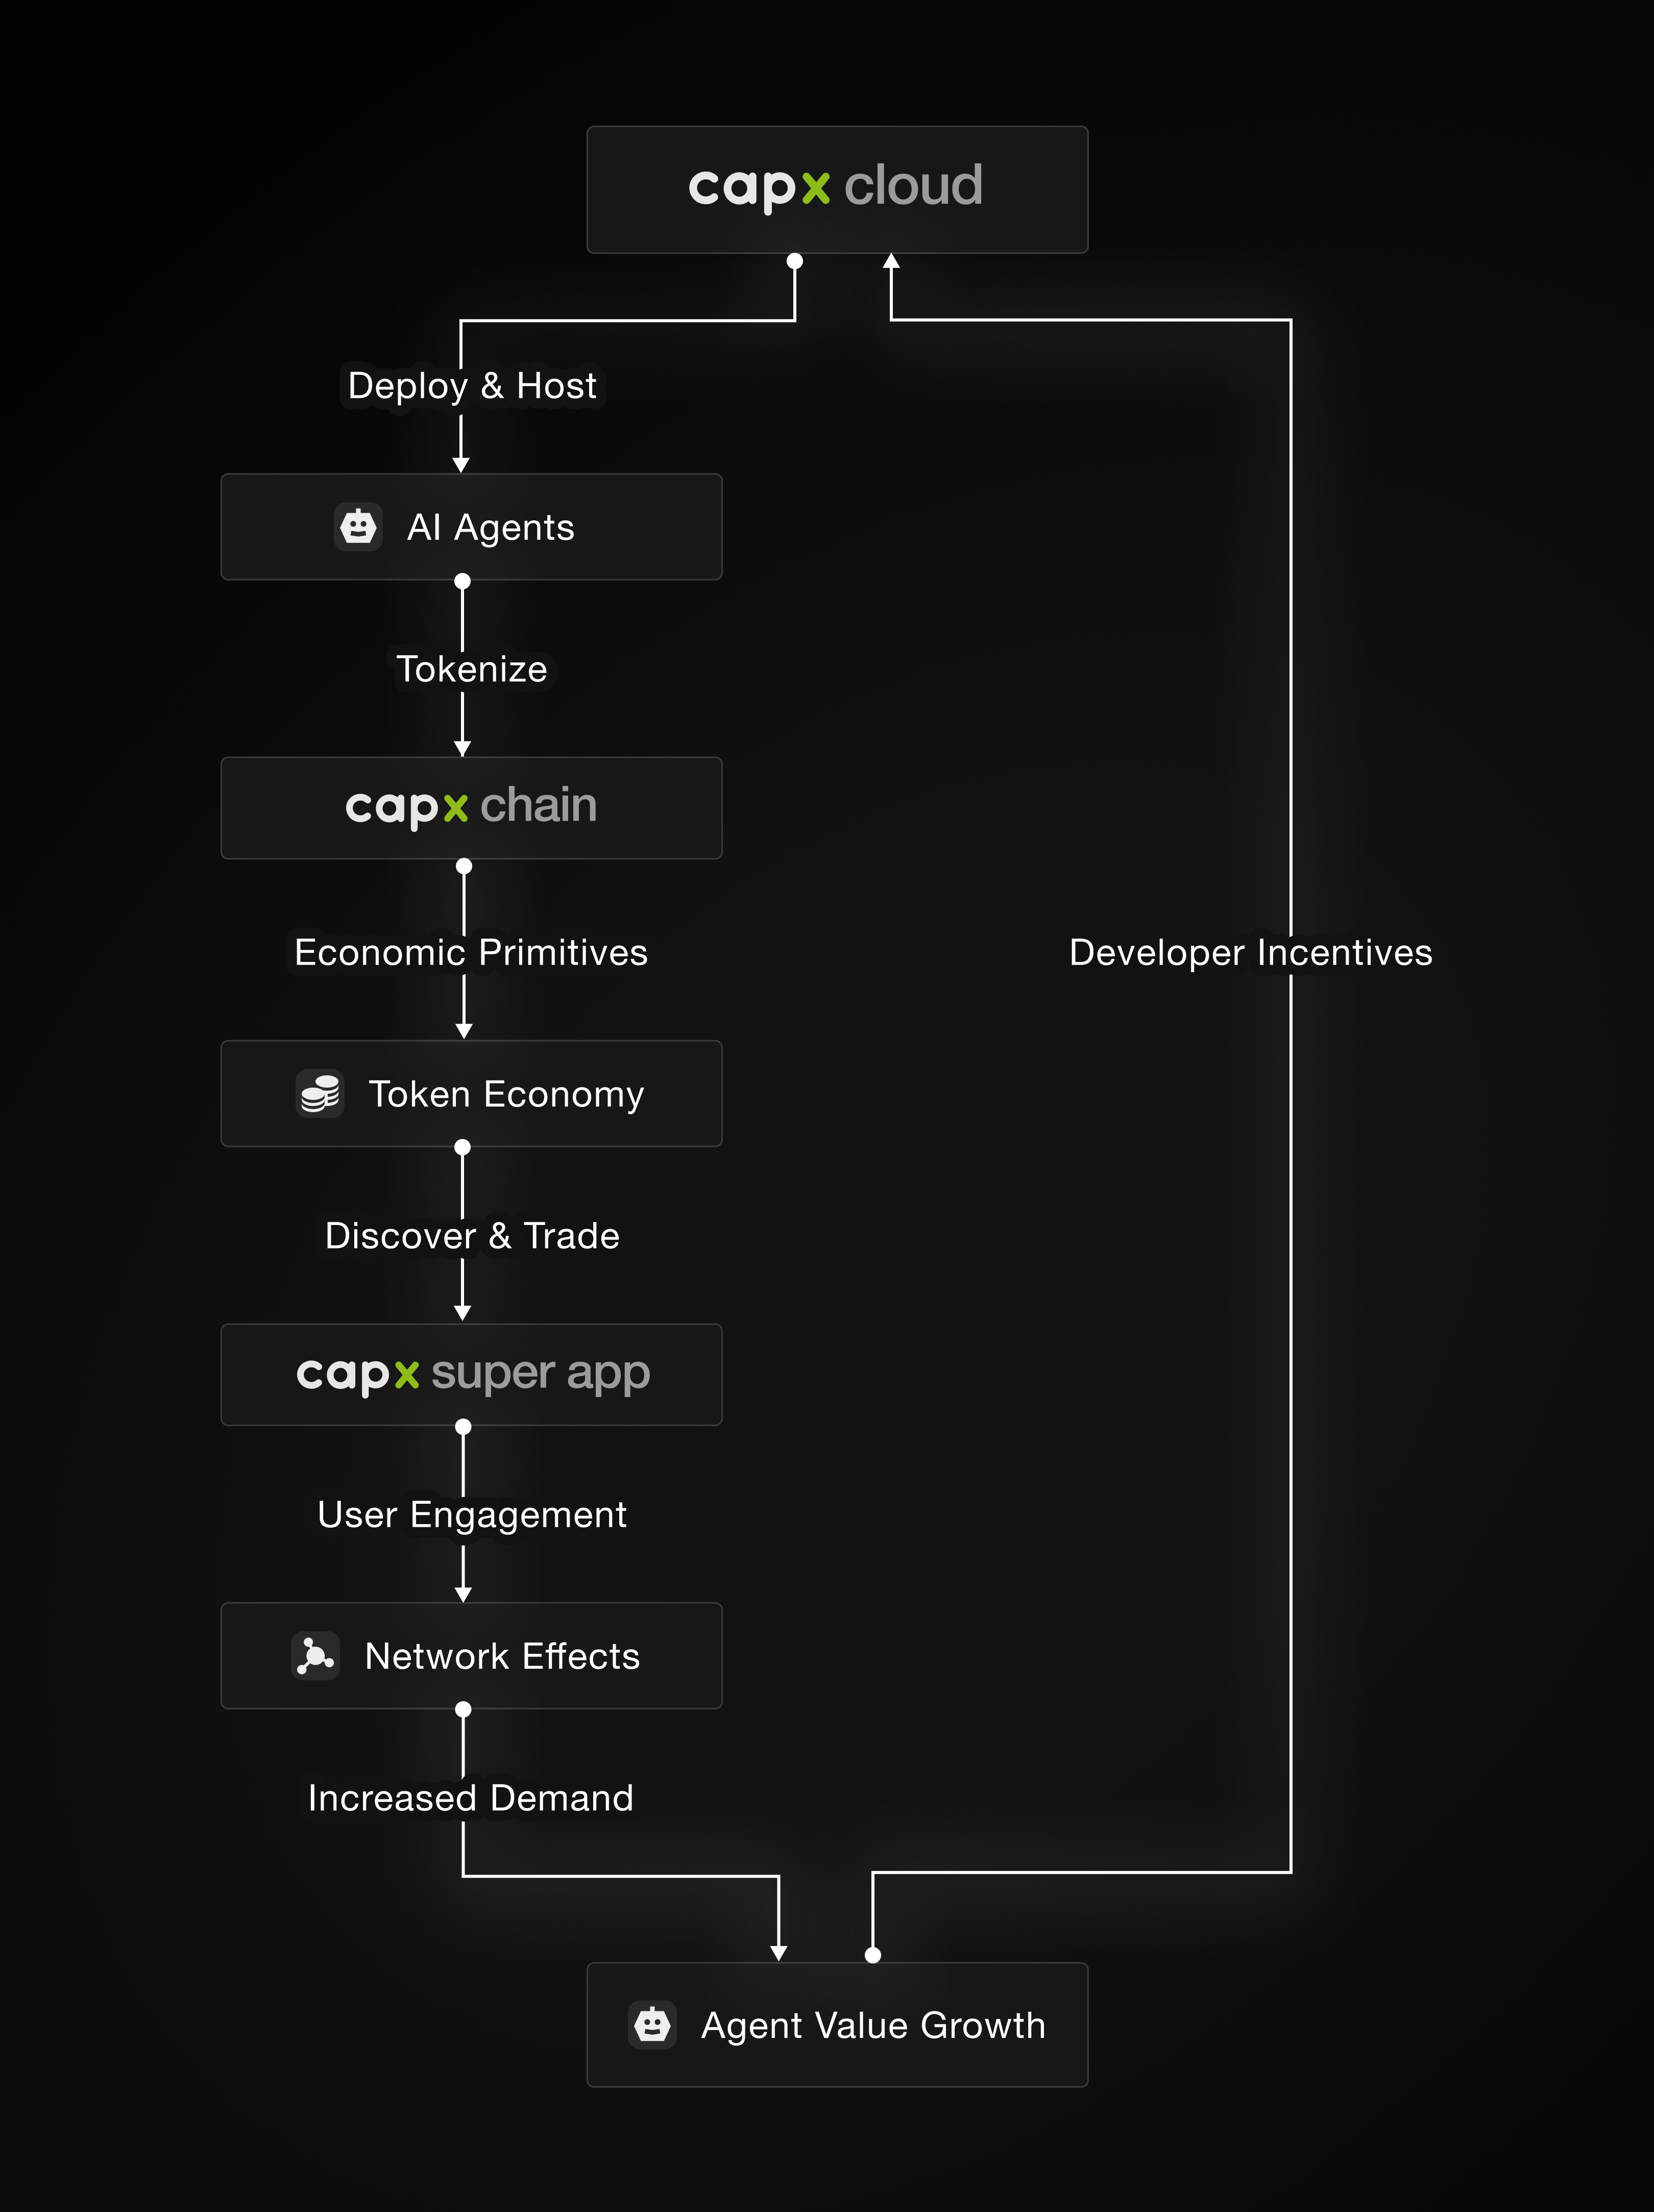 capx cloud
Deploy & Host
AI Agents
Tokenize
capx chain
Economic Primitives
Developer Incentives
Token Economy
Discover & Trade
capx super app
User Engagement
Network Effects
Increased Demand
Agent Value Growth